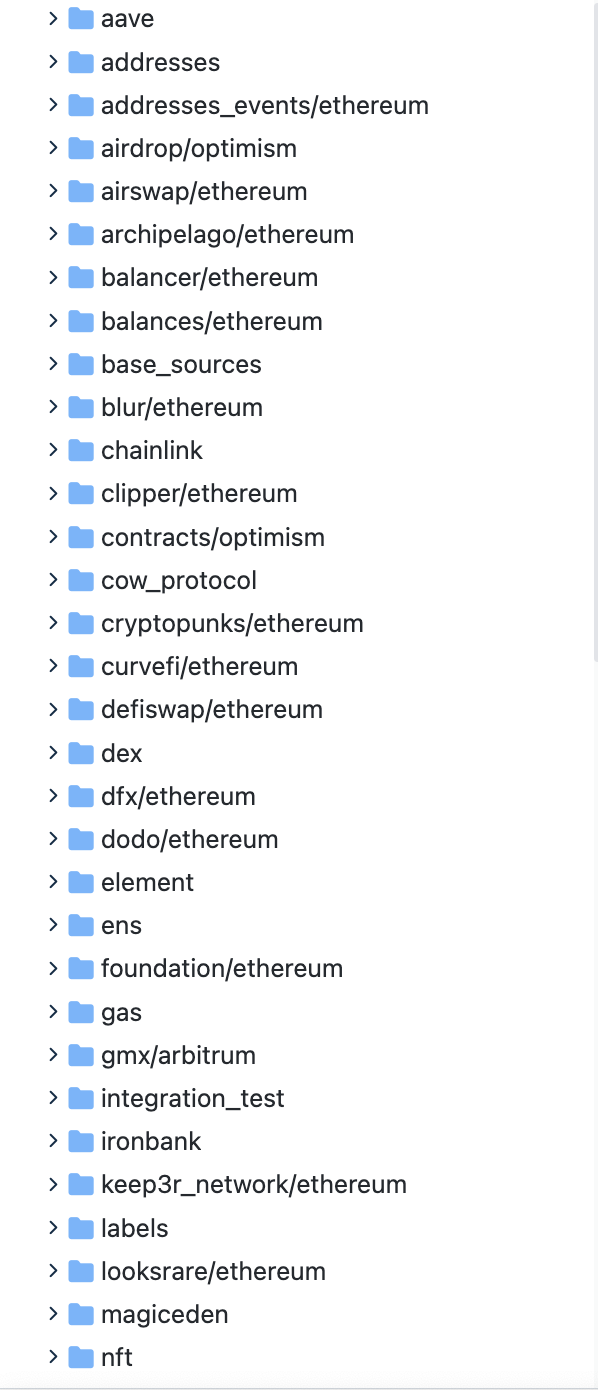 aave
addresses
addresses_events/ethereum
airdrop/optimism
airswap/ethereum
archipelago/ethereum
balancer/ethereum
balances/ethereum
base_sources
blur/ethereum
chainlink
clipper/ethereum
contracts/optimism
cow_protocol
cryptopunks/ethereum
curvefi/ethereum
defiswap/ethereum
dex
dfx/ethereum
dodo/ethereum
element
ens
foundation/ethereum
gas
gmx/arbitrum
integration_test
ironbank
keep3r_network/ethereum
labels
looksrare/ethereum
magiceden
nft